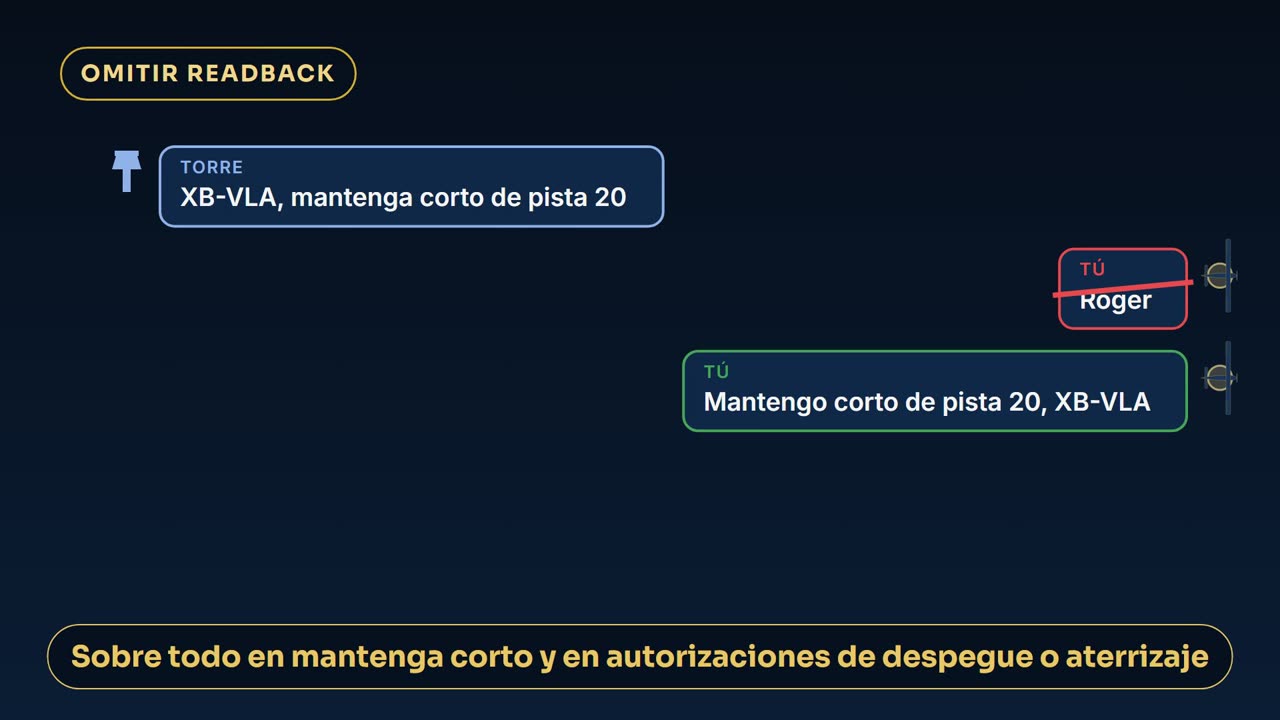 OMITIR READBACK
TORRE
XB-VLA, mantenga corto de pista 20
TÚ
Roger
TÚ
Mantengo corto de pista 20, XB-VLA
Sobre todo en mantenga corto y en autorizaciones de despegue o aterrizaje